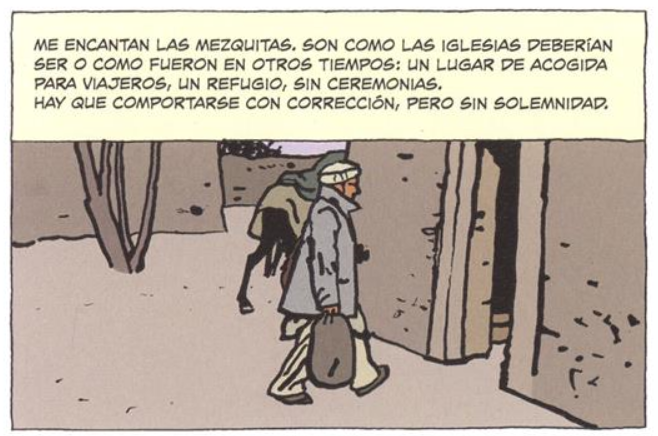 ME ENCANTAN LAS MEZQUITAS. SON COMO LAS IGLESIAS DEBERÍAN
SER O COMO FUERON EN OTROS TIEMPOS: UN LUGAR DE ACOGIDA
PARA VIAJEROS, UN REFUGIO, SIN CEREMONIAS.
HAY QUE COMPORTARSE CON CORRECCIÓN, PERO SIN SOLEMNIDAD.